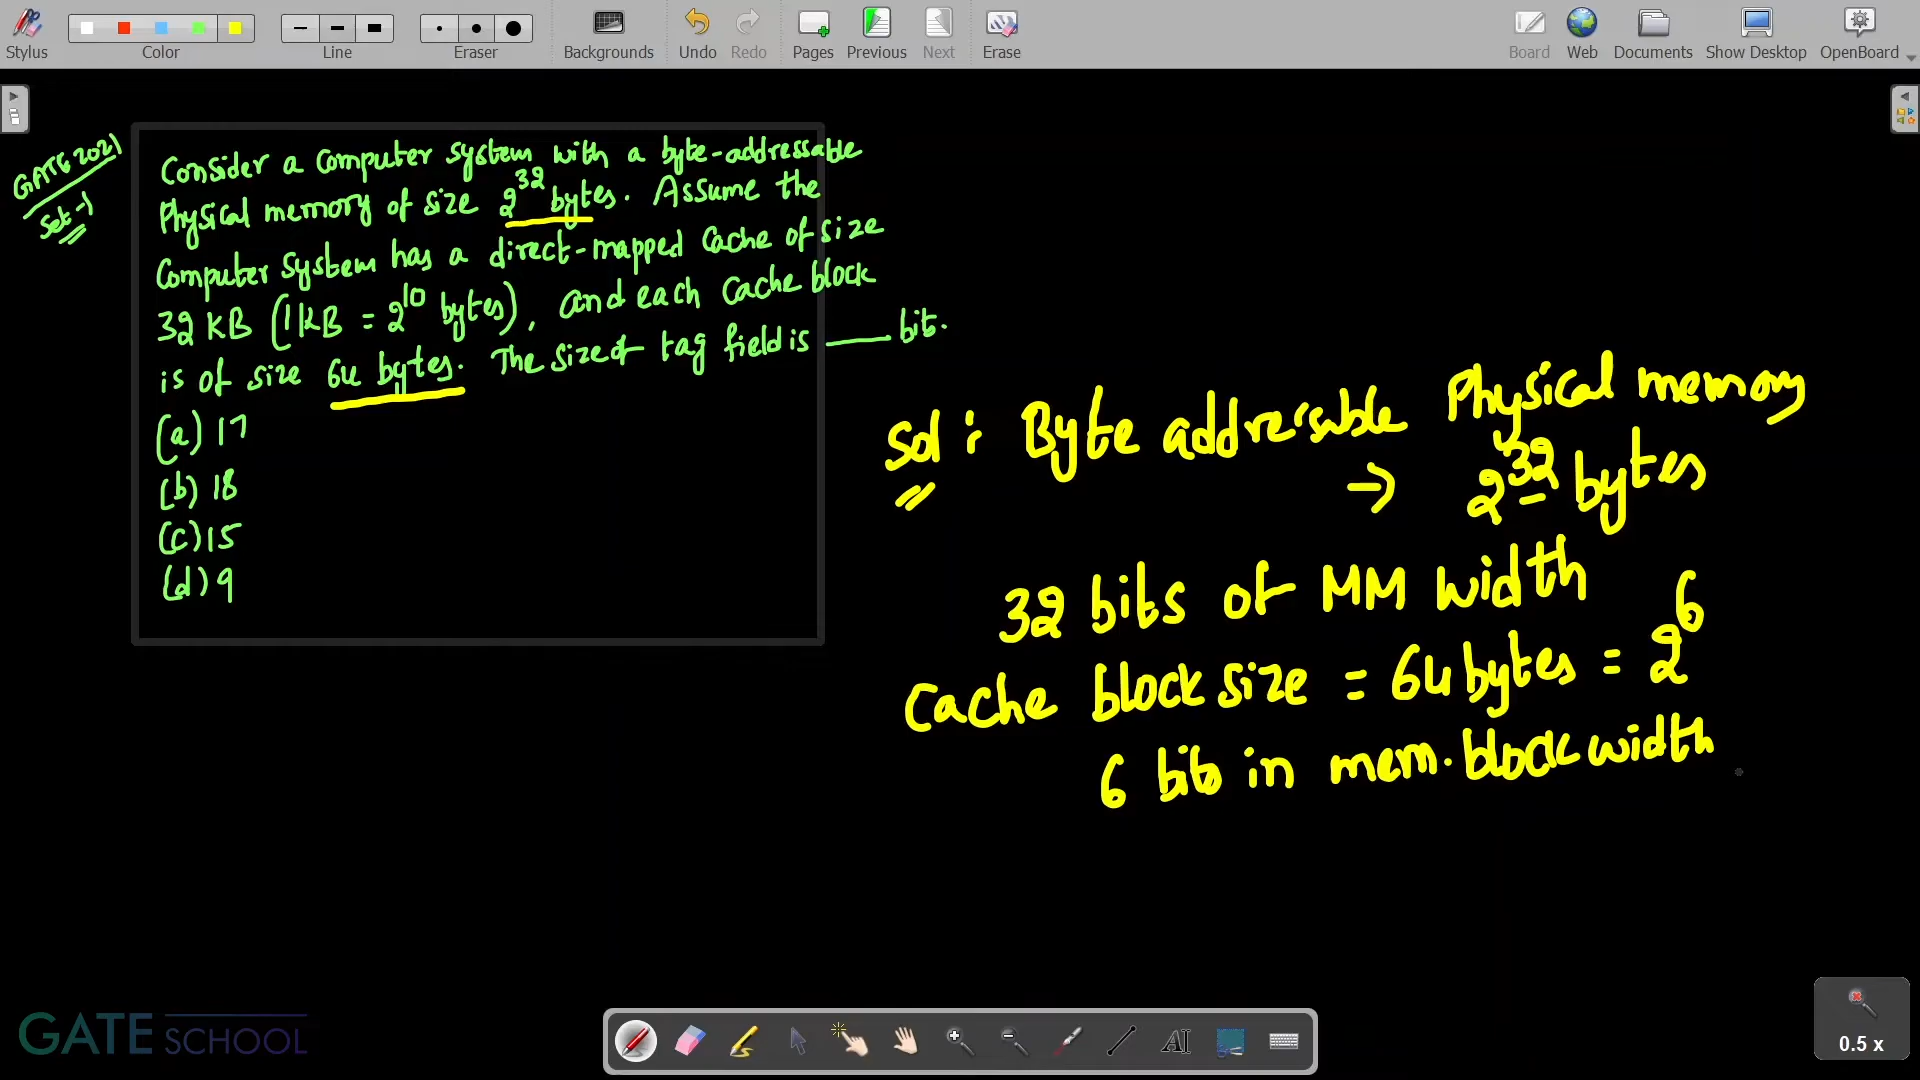 Stylus
Color
Line
Eraser
Backgrounds
Undo
Redo
Pages
Previous
Next
Erase
Board
Web
Documents
Show Desktop
OpenBoard
GATE 2021
Set-1
Consider a computer system with a byte-addressable
Physical memory of size 2^32 bytes. Assume the
Computer System has a direct-mapped Cache of size
32 KB (1KB = 2^10 bytes), and each cache block
is of size 64 bytes. The size of tag field is ____ bit.
(a) 17
(b) 18
(c) 15
(d) 9
Sol: Byte addressable Physical memory
→ 2^32 bytes
32 bits of MM width
Cache block size = 64 bytes = 2^6
6 bits in mem. block width
GATE SCHOOL
AI
0.5 x